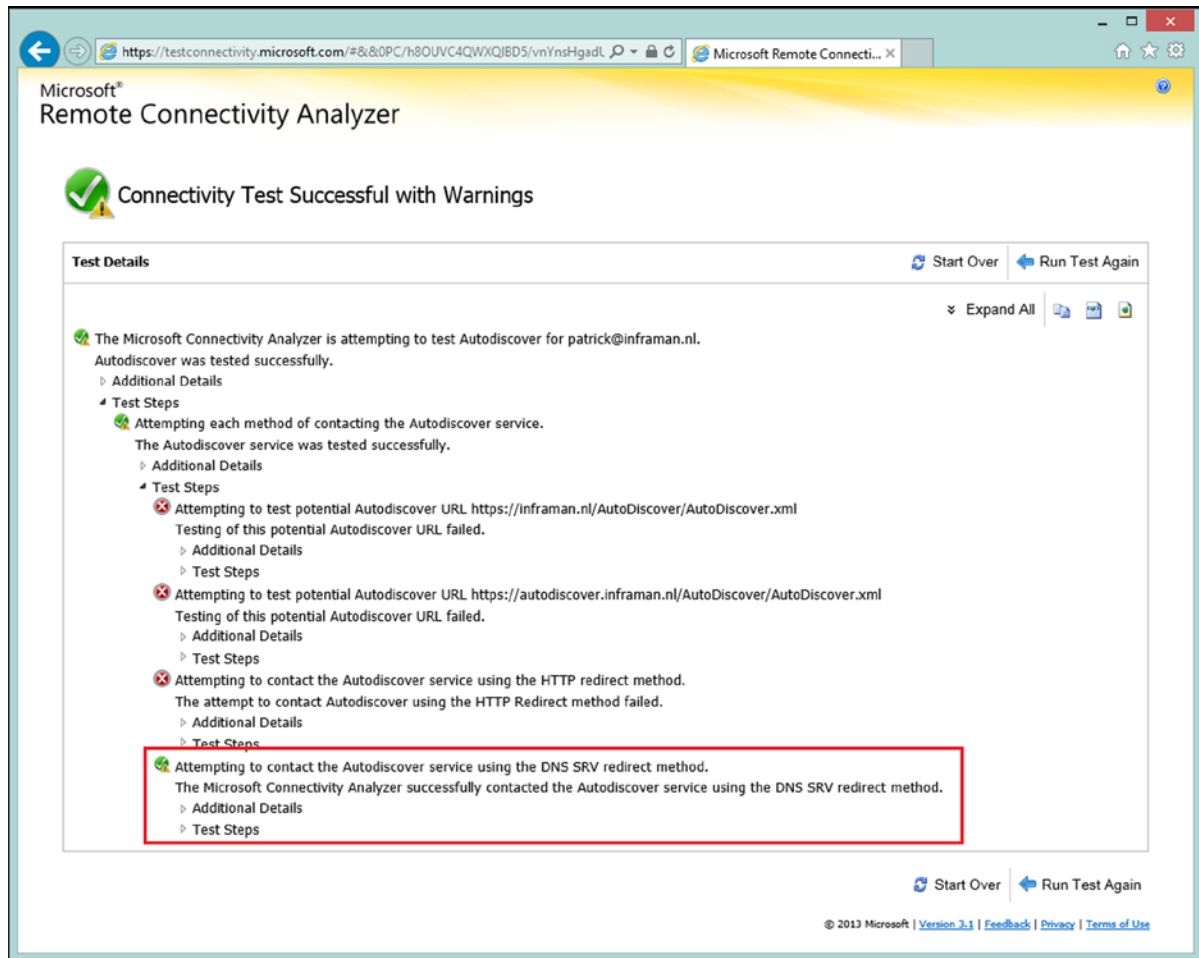 https://testconnectivity.microsoft.com/#&&0PC/h8OUVC4QWXQIBD5/vnYnsHgadL
Microsoft Remote Connecti...
Microsoft®
Remote Connectivity Analyzer
Connectivity Test Successful with Warnings
Test Details
Start Over
Run Test Again
Expand All
The Microsoft Connectivity Analyzer is attempting to test Autodiscover for patrick@inframan.nl.
Autodiscover was tested successfully.
Additional Details
Test Steps
Attempting each method of contacting the Autodiscover service.
The Autodiscover service was tested successfully.
Additional Details
Test Steps
Attempting to test potential Autodiscover URL https://inframan.nl/AutoDiscover/AutoDiscover.xml
Testing of this potential Autodiscover URL failed.
Additional Details
Test Steps
Attempting to test potential Autodiscover URL https://autodiscover.inframan.nl/AutoDiscover/AutoDiscover.xml
Testing of this potential Autodiscover URL failed.
Additional Details
Test Steps
Attempting to contact the Autodiscover service using the HTTP redirect method.
The attempt to contact Autodiscover using the HTTP Redirect method failed.
Additional Details
Test Steps
Attempting to contact the Autodiscover service using the DNS SRV redirect method.
The Microsoft Connectivity Analyzer successfully contacted the Autodiscover service using the DNS SRV redirect method.
Additional Details
Test Steps
Start Over
Run Test Again
© 2013 Microsoft | Version 3.1 | Feedback | Privacy | Terms of Use